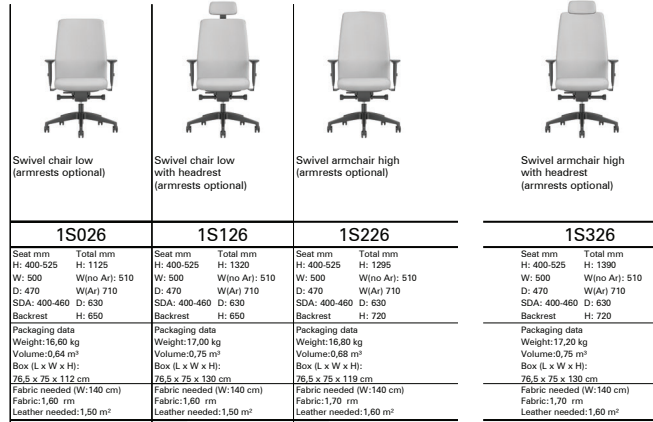 Swivel chair low
(armrests optional)
Swivel chair low
with headrest
(armrests optional)
Swivel armchair high
(armrests optional)
Swivel armchair high
with headrest
(armrests optional)
1S026
1S126
1S226
1S326
Seat mm Total mm
H: 400-525 H: 1125
W: 500 W(no Ar): 510
D: 470 W(Ar) 710
SDA: 400-460 D: 630
Backrest H: 650
Packaging data
Weight:16,60 kg
Volume:0,64 m³
Box (L x W x H):
76,5 x 75 x 112 cm
Fabric needed (W:140 cm)
Fabric:1,60 rm
Leather needed:1,50 m²
Seat mm Total mm
H: 400-525 H: 1320
W: 500 W(no Ar): 510
D: 470 W(Ar) 710
SDA: 400-460 D: 630
Backrest H: 650
Packaging data
Weight:17,00 kg
Volume:0,75 m³
Box (L x W x H):
76,5 x 75 x 130 cm
Fabric needed (W:140 cm)
Fabric:1,60 rm
Leather needed:1,50 m²
Seat mm Total mm
H: 400-525 H: 1295
W: 500 W(no Ar): 510
D: 470 W(Ar) 710
SDA: 400-460 D: 630
Backrest H: 720
Packaging data
Weight:16,80 kg
Volume:0,68 m³
Box (L x W x H):
76,5 x 75 x 119 cm
Fabric needed (W:140 cm)
Fabric:1,70 rm
Leather needed:1,60 m²
Seat mm Total mm
H: 400-525 H: 1390
W: 500 W(no Ar): 510
D: 470 W(Ar) 710
SDA: 400-460 D: 630
Backrest H: 720
Packaging data
Weight:17,20 kg
Volume:0,75 m³
Box (L x W x H):
76,5 x 75 x 130 cm
Fabric needed (W:140 cm)
Fabric:1,70 rm
Leather needed:1,60 m²